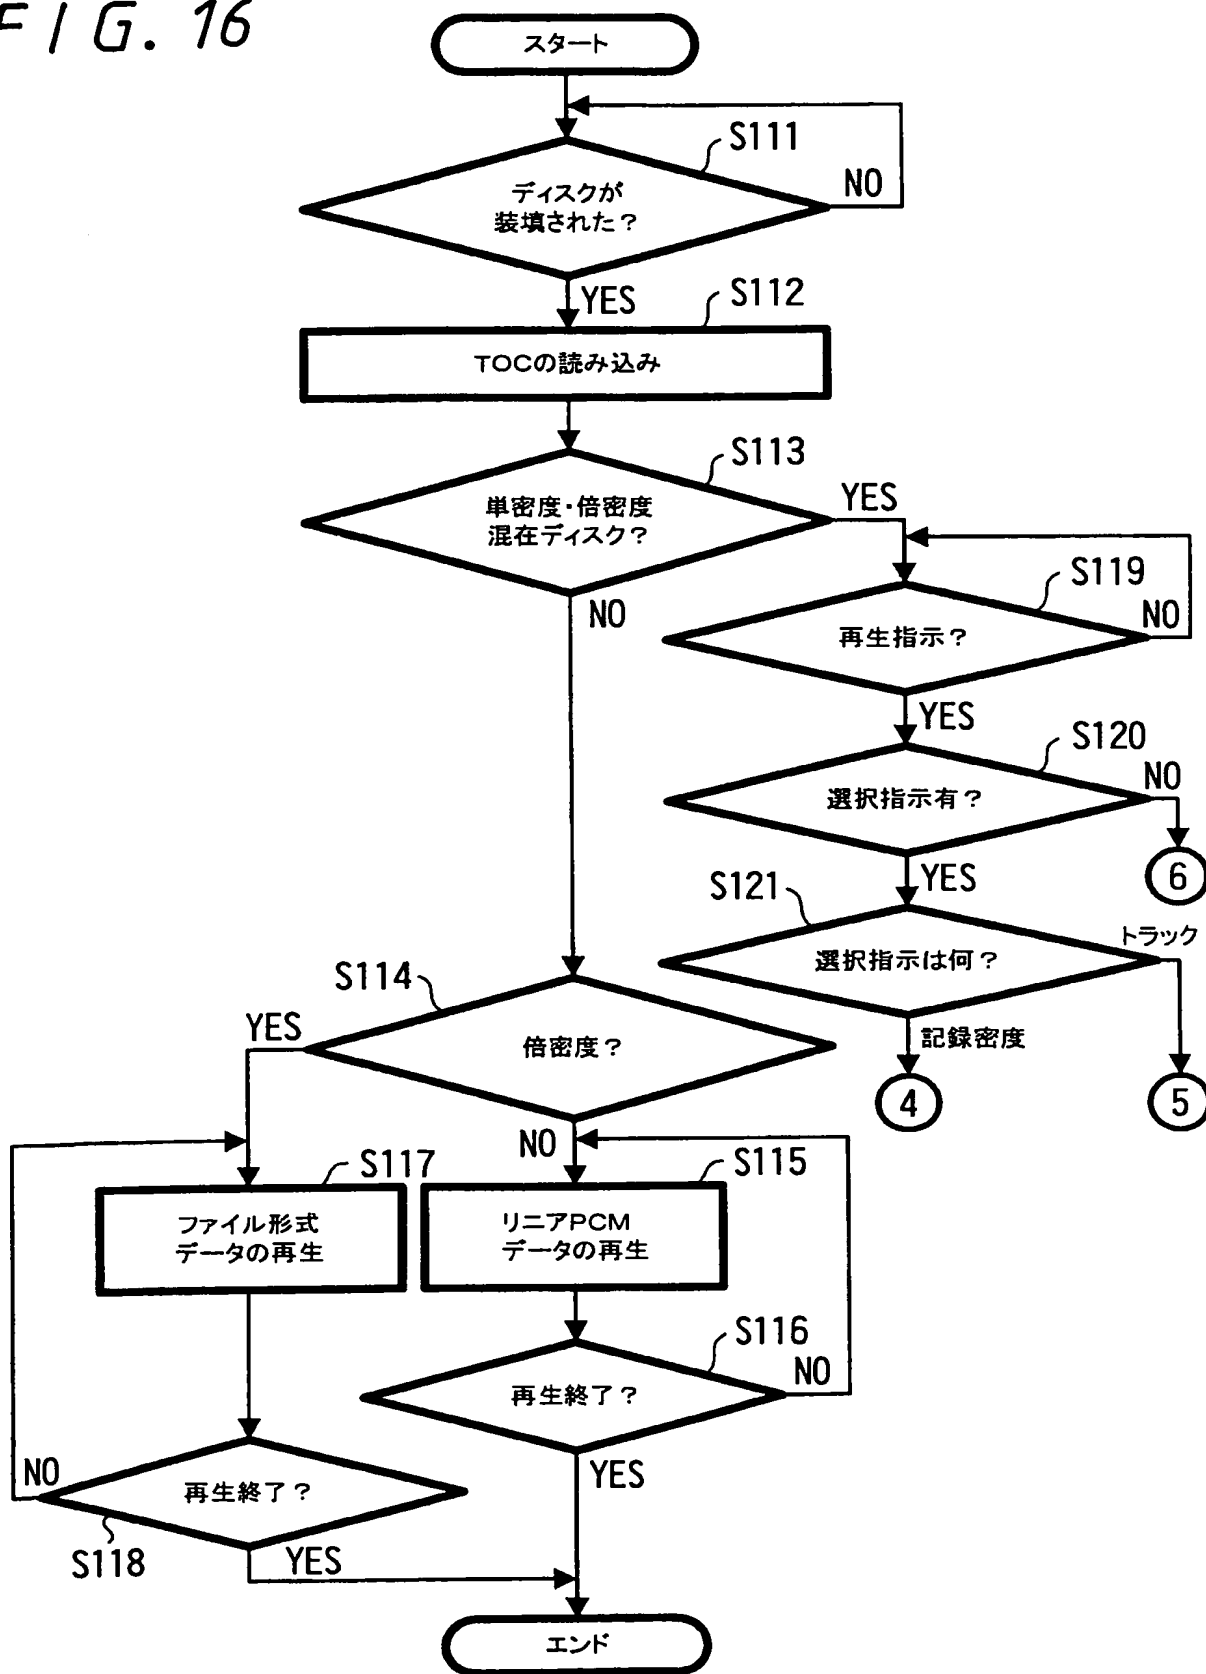 FIG. 16
スタート
S111
ディスクが
装填された?
NO
YES
S112
TOCの読み込み
S113
単密度・倍密度
混在ディスク?
YES
NO
S119
再生指示?
NO
YES
S120
選択指示有?
NO
6
YES
S121
選択指示は何?
トラック
記録密度
4
5
S114
倍密度?
YES
NO
S117
ファイル形式
データの再生
S115
リニアPCM
データの再生
S116
再生終了?
NO
YES
再生終了?
NO
S118
YES
エンド